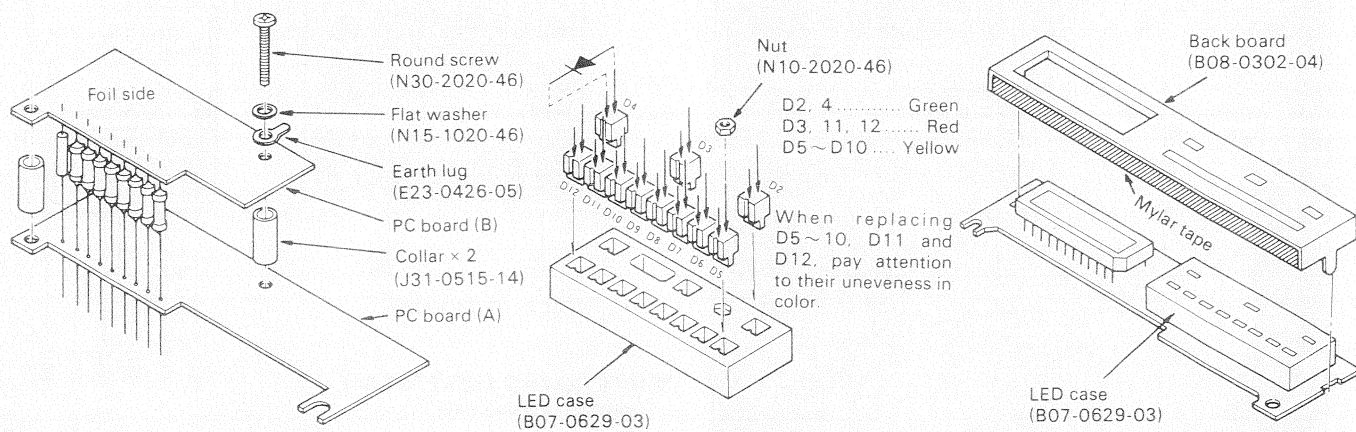 Foil side
Round screw
(N30-2020-46)
Flat washer
(N15-1020-46)
Earth lug
(E23-0426-05)
PC board (B)
Collar × 2
(J31-0515-14)
PC board (A)
D4
D3
D2
D12
D11
D10
D9
D8
D7
D6
D5
Nut
(N10-2020-46)
D2, 4........... Green
D3, 11, 12...... Red
D5~D10.... Yellow
When replacing
D5~10, D11 and
D12, pay attention
to their uneveness in
color.
LED case
(B07-0629-03)
Back board
(B08-0302-04)
Mylar tape
LED case
(B07-0629-03)